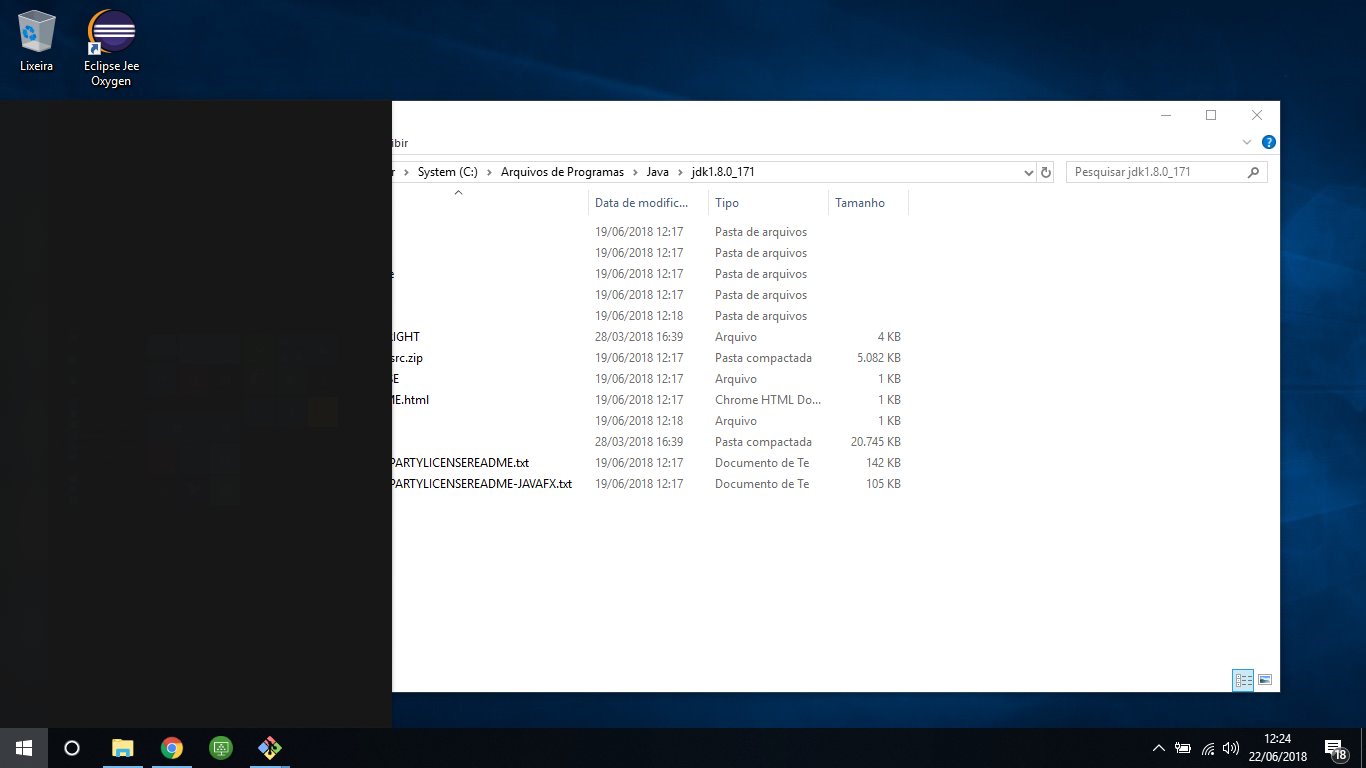 Lixeira
Eclipse Jee
Oxygen
ibir
r > System (C:) > Arquivos de Programas > Java > jdk1.8.0_171
Pesquisar jdk1.8.0_171
Data de modific... Tipo Tamanho
19/06/2018 12:17 Pasta de arquivos
19/06/2018 12:17 Pasta de arquivos
e 19/06/2018 12:17 Pasta de arquivos
19/06/2018 12:17 Pasta de arquivos
19/06/2018 12:18 Pasta de arquivos
IGHT 28/03/2018 16:39 Arquivo 4 KB
src.zip 19/06/2018 12:17 Pasta compactada 5.082 KB
SE 19/06/2018 12:17 Arquivo 1 KB
ME.html 19/06/2018 12:17 Chrome HTML Do... 1 KB
19/06/2018 12:18 Arquivo 1 KB
28/03/2018 16:39 Pasta compactada 20.745 KB
PARTYLICENSEREADME.txt 19/06/2018 12:17 Documento de Te 142 KB
PARTYLICENSEREADME-JAVAFX.txt 19/06/2018 12:17 Documento de Te 105 KB
12:24
22/06/2018
18